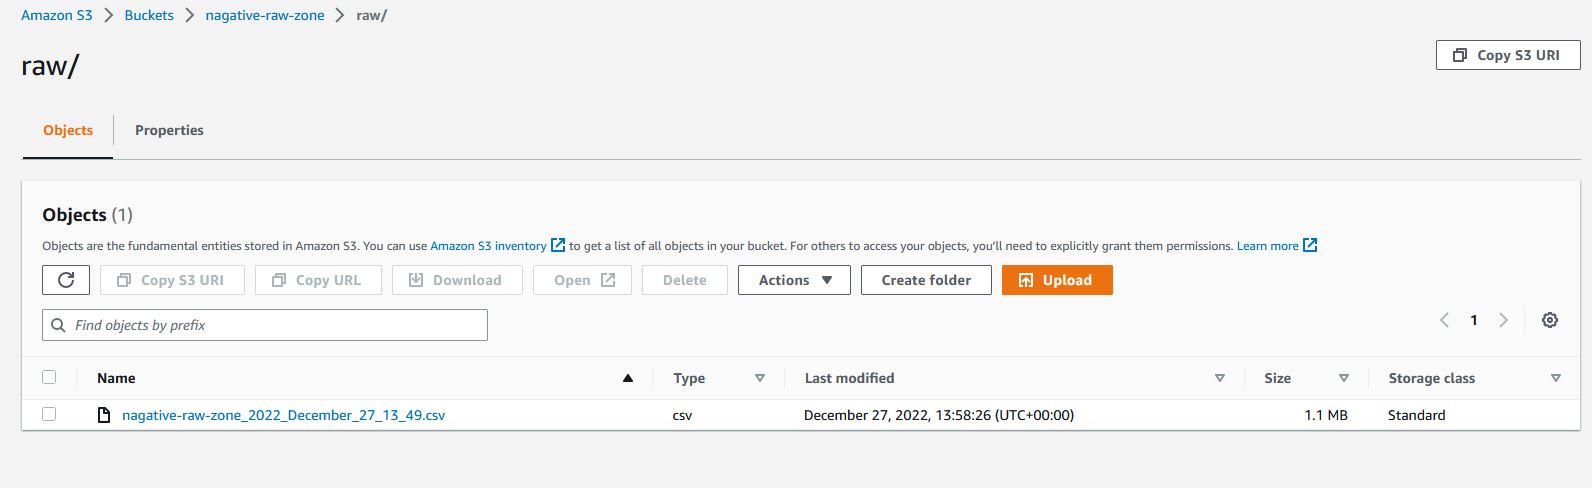 Amazon S3 > Buckets > nagative-raw-zone > raw/
raw/
Copy S3 URI
Objects
Properties
Objects (1)
Objects are the fundamental entities stored in Amazon S3. You can use Amazon S3 inventory to get a list of all objects in your bucket. For others to access your objects, you'll need to explicitly grant them permissions. Learn more
Copy S3 URI Copy URL Download Open Delete Actions Create folder Upload
Find objects by prefix
1
Name Type Last modified Size Storage class
nagative-raw-zone_2022_December_27_13_49.csv csv December 27, 2022, 13:58:26 (UTC+00:00) 1.1 MB Standard